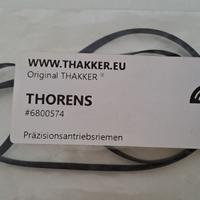 WWW.THAKKER.EU
Original THAKKER ®
THORENS
#6800574
Präzisionsantriebsriemen